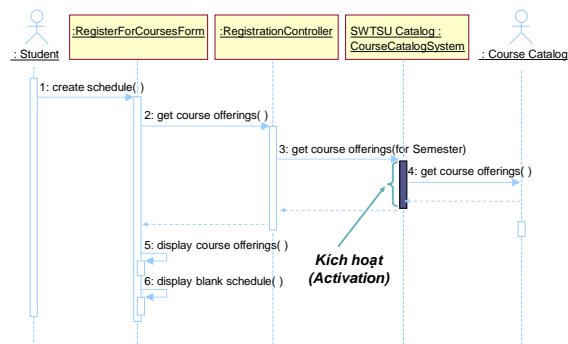 :RegisterForCoursesForm
:RegistrationController
SWTSU Catalog :
CourseCatalogSystem
: Student
: Course Catalog
1: create schedule( )
2: get course offerings( )
3: get course offerings(for Semester)
4: get course offerings( )
5: display course offerings( )
Kích hoạt
(Activation)
6: display blank schedule( )